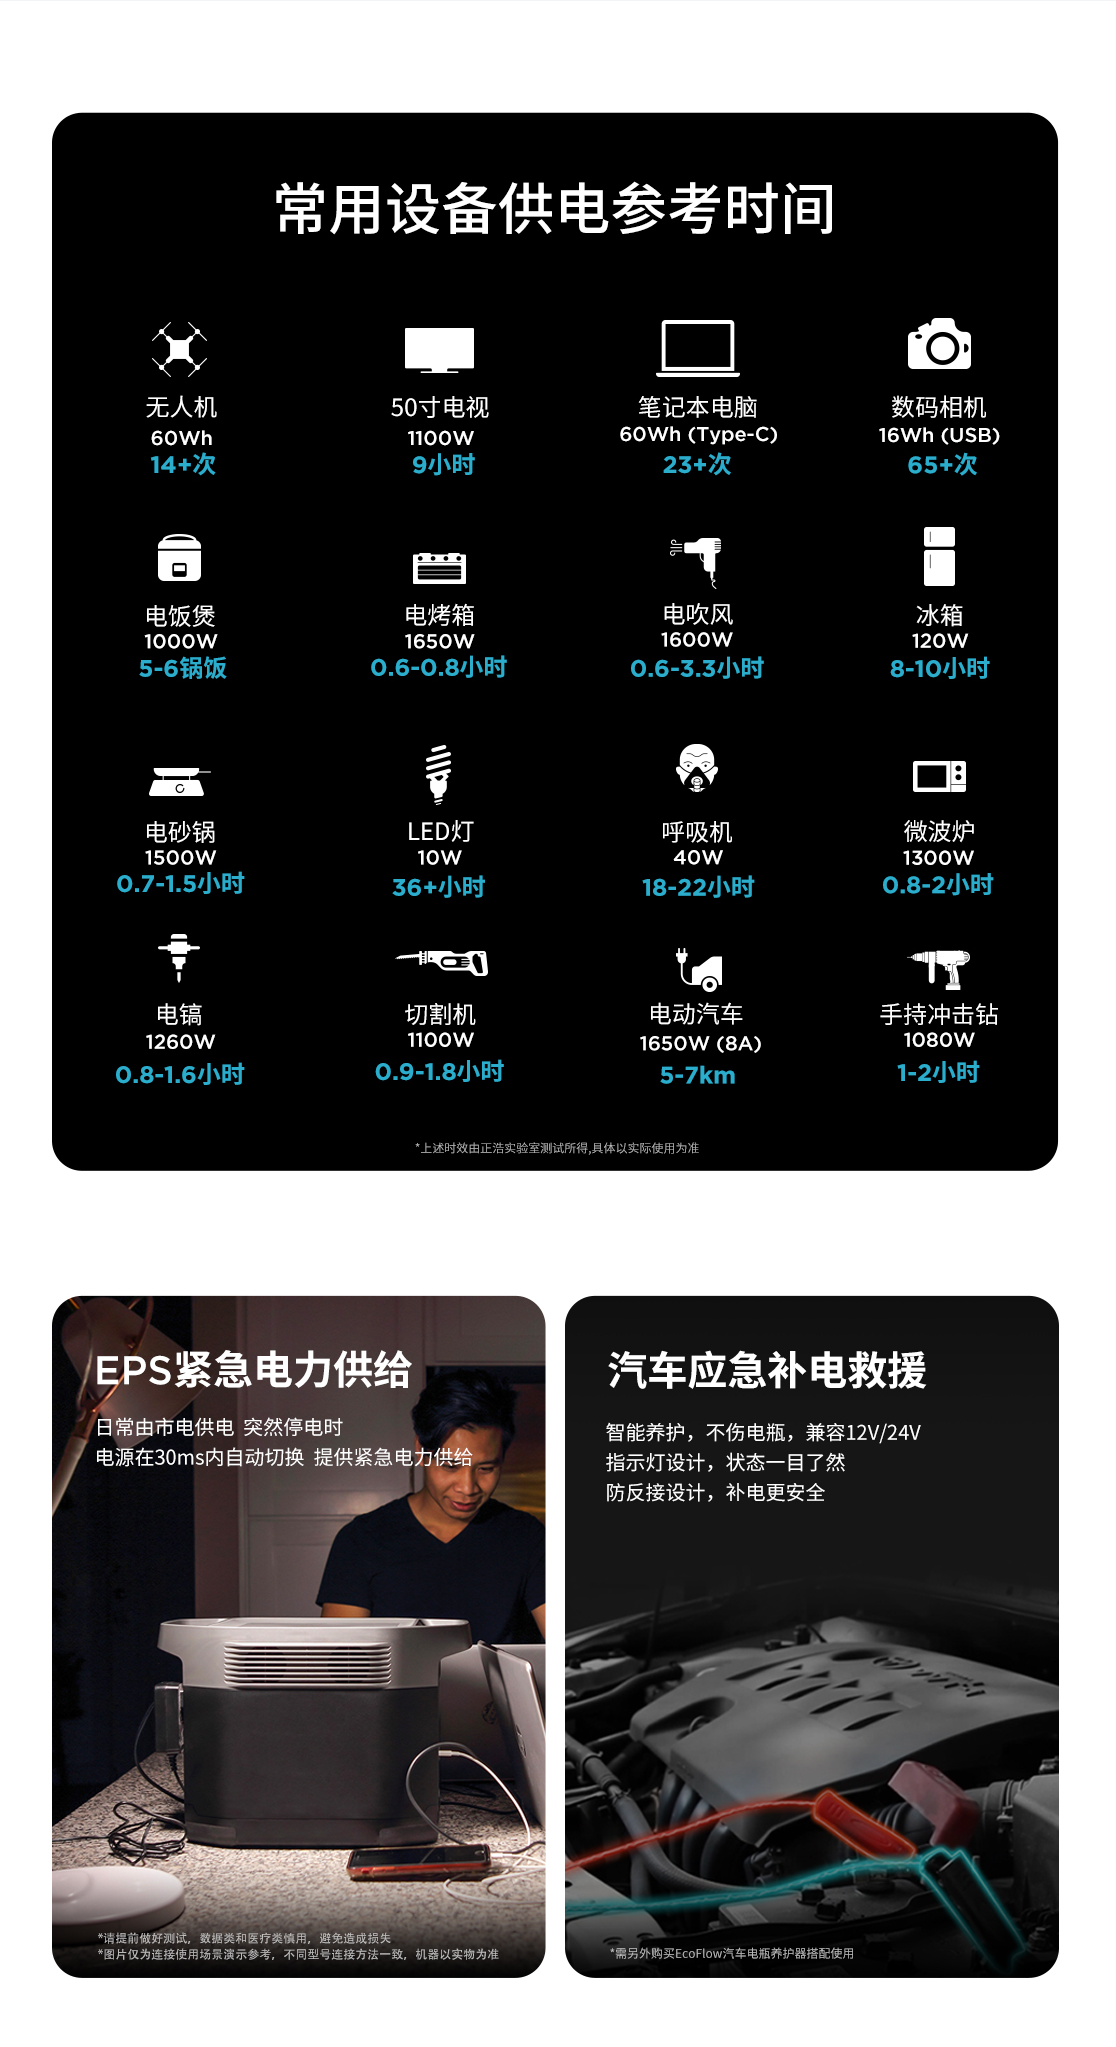 常用设备供电参考时间
无人机
60Wh
14+次
50寸电视
1100W
9小时
笔记本电脑
60Wh (Type-C)
23+次
数码相机
16Wh (USB)
65+次
电饭煲
1000W
5-6锅饭
电烤箱
1650W
0.6-0.8小时
电吹风
1600W
0.6-3.3小时
冰箱
120W
8-10小时
电砂锅
1500W
0.7-1.5小时
LED灯
10W
36+小时
呼吸机
40W
18-22小时
微波炉
1300W
0.8-2小时
电镐
1260W
0.8-1.6小时
切割机
1100W
0.9-1.8小时
电动汽车
1650W (8A)
5-7km
手持冲击钻
1080W
1-2小时
*上述时效由正浩实验室测试所得,具体以实际使用为准
EPS紧急电力供给
日常由市电供电 突然停电时
电源在30ms内自动切换 提供紧急电力供给
*请提前做好测试，数据类和医疗类慎用，避免造成损失
*图片仅为连接使用场景演示参考，不同型号连接方法一致，机器以实物为准
汽车应急补电救援
智能养护，不伤电瓶，兼容12V/24V
指示灯设计，状态一目了然
防反接设计，补电更安全
*需另外购买EcoFlow汽车电瓶养护器搭配使用